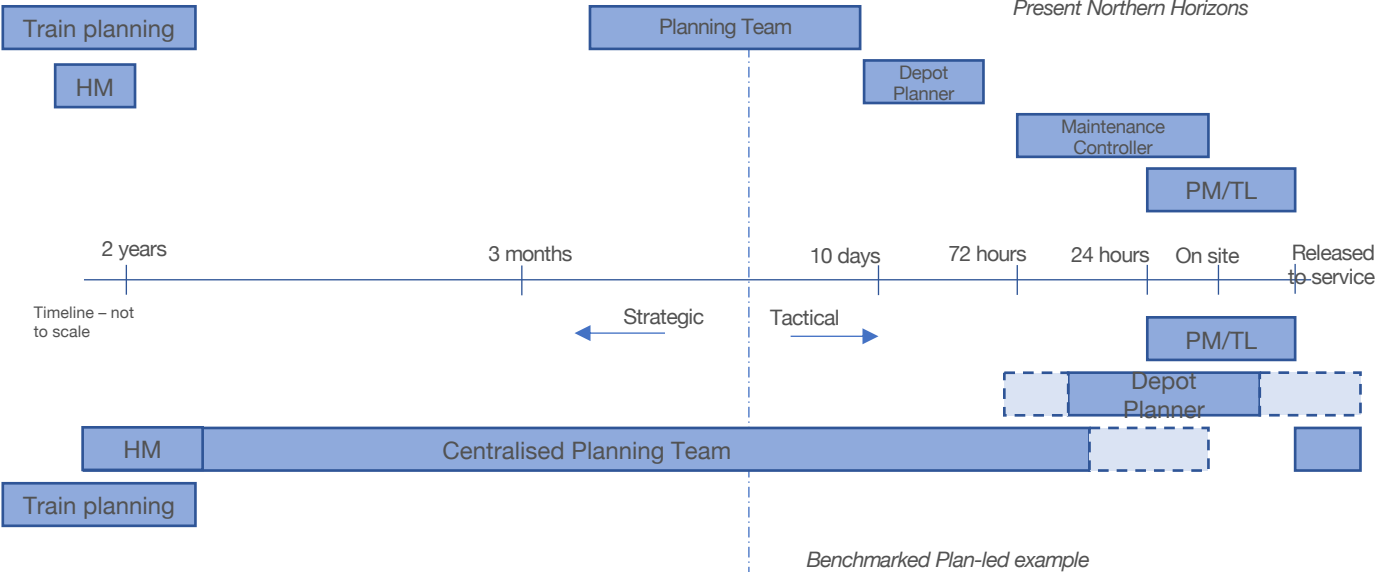 Present Northern Horizons
Train planning
Planning Team
HM
Depot
Planner
Maintenance
Controller
PM/TL
2 years
3 months
10 days
72 hours
24 hours
On site
Released
to service
Timeline – not
to scale
Strategic
Tactical
PM/TL
Depot
Planner
HM
Centralised Planning Team
Train planning
Benchmarked Plan-led example